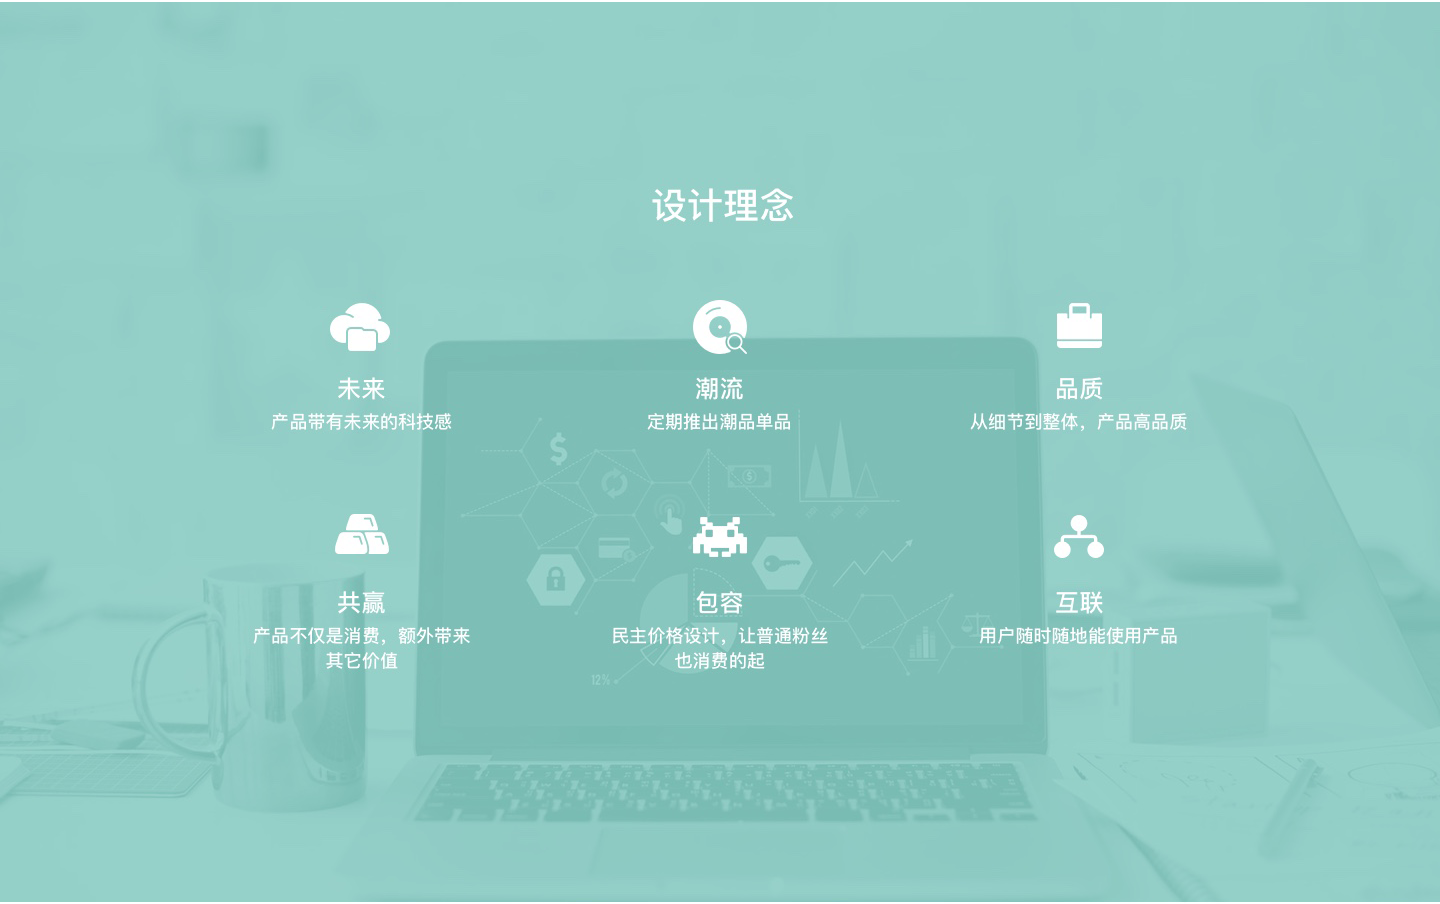 设计理念
未来
潮流
品质
产品带有未来的科技感
定期推出潮品单品
从细节到整体，产品高品质
共赢
包容
互联
产品不仅是消费，额外带来
其它价值
民主价格设计，让普通粉丝
也消费的起
用户随时随地能使用产品
12%